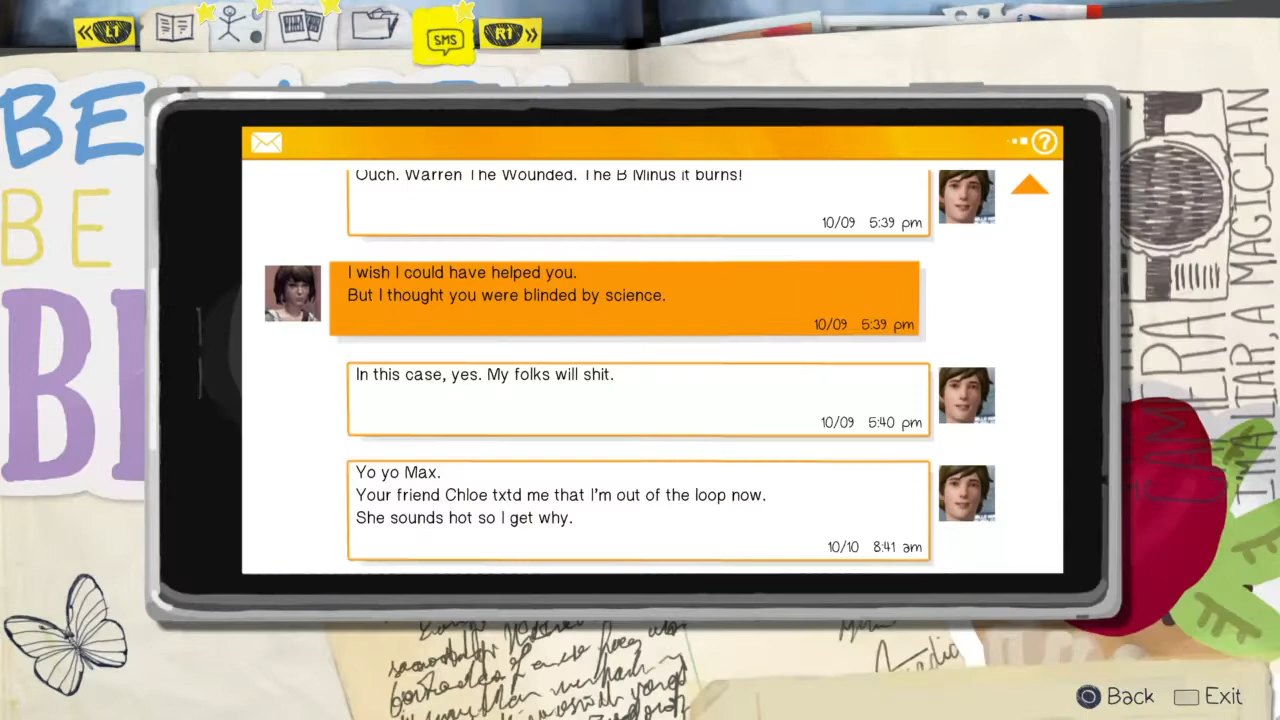 L1
SMS
R1
BE
BE
Ouch. Warren The Wounded. The B Minus it burns!
10/09 5:39 pm
I wish I could have helped you.
But I thought you were blinded by science.
10/09 5:39 pm
In this case, yes. My folks will shit.
10/09 5:40 pm
Yo yo Max.
Your friend Chloe txtd me that I'm out of the loop now.
She sounds hot so I get why.
10/10 8:41 am
A MAGICIAN
Back
Exit